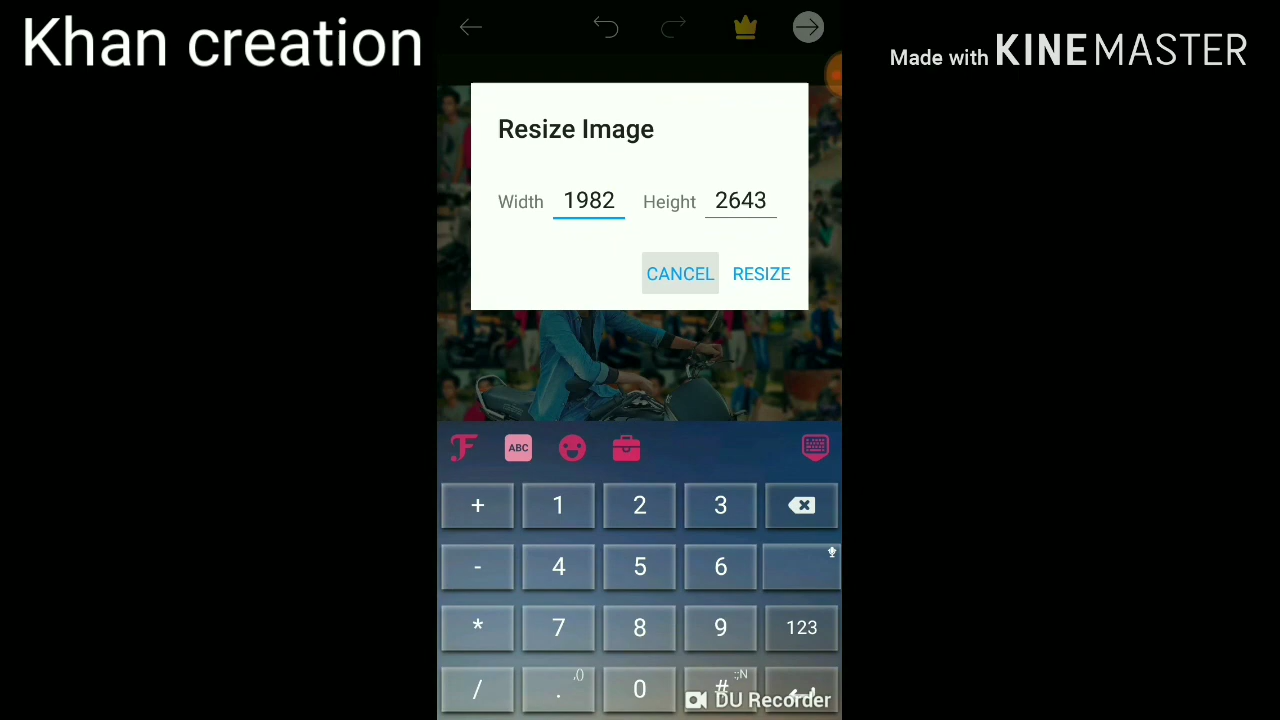 Khan creation
Made with KINEMASTER
Resize Image
Width 1982 Height 2643
CANCEL RESIZE
F ABC
+ 1 2 3
- 4 5 6
* 7 8 9 123
/ . ,() 0 # :;N
DU Recorder